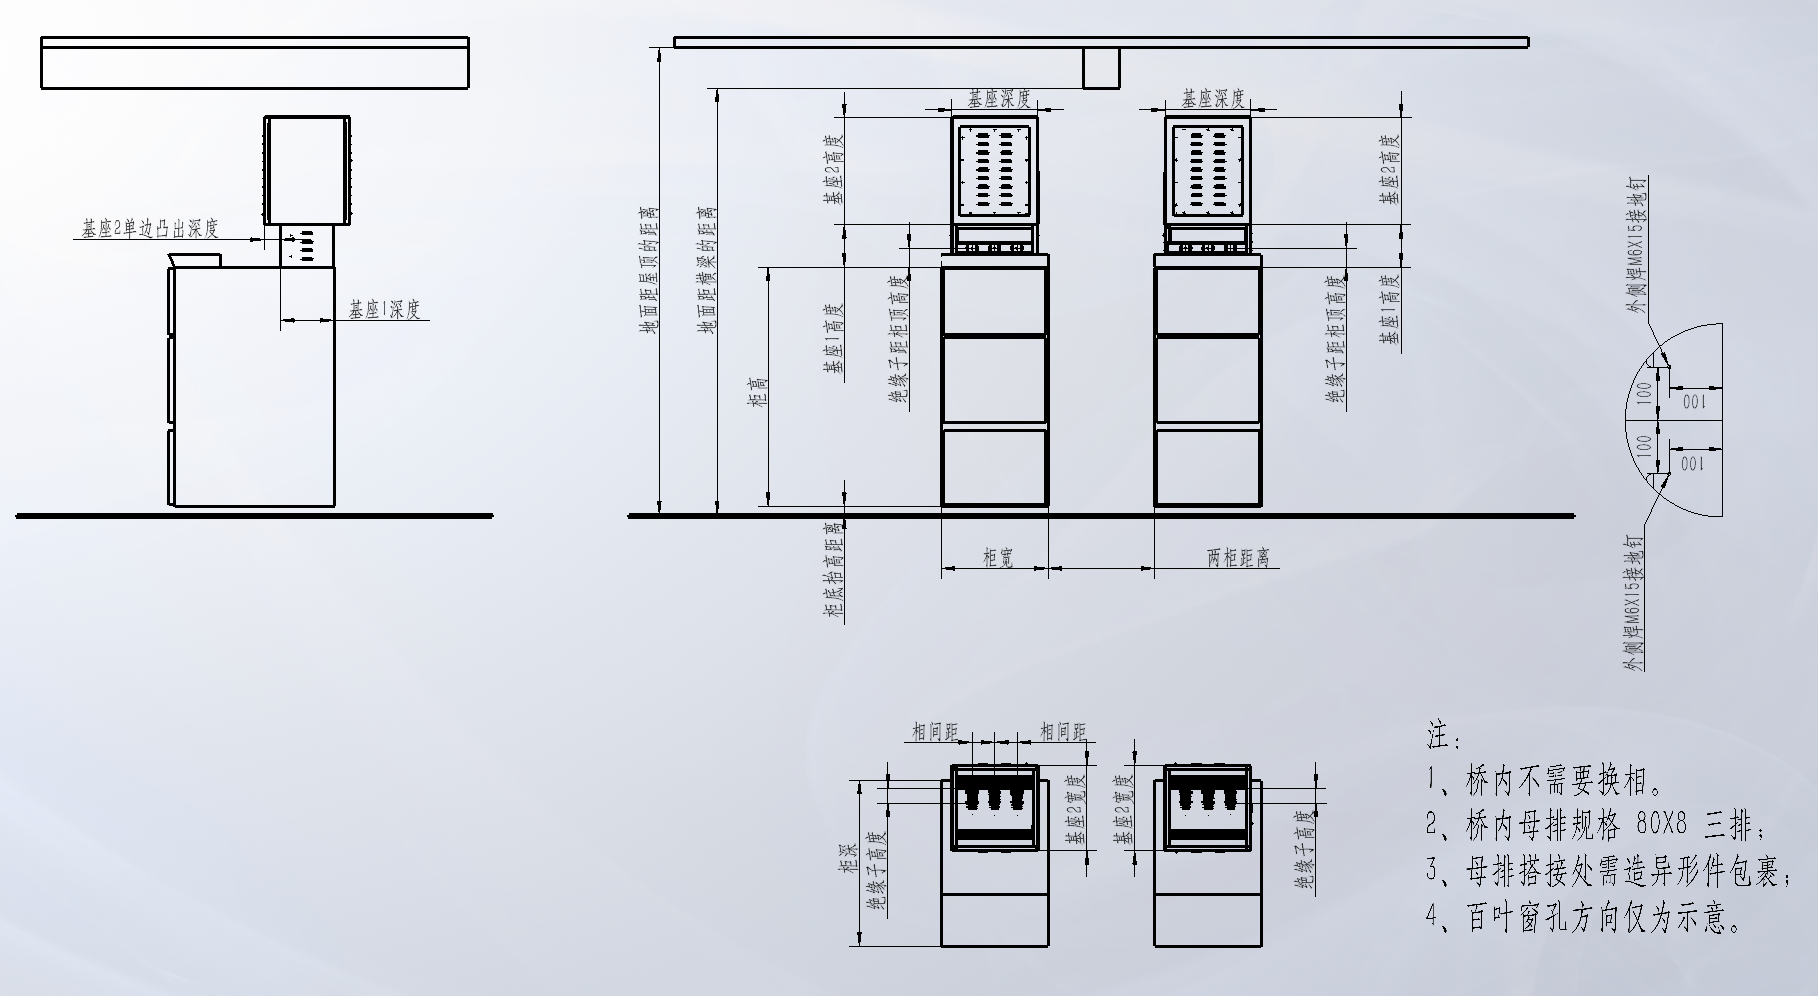 基座2单边凸出深度
基座1深度
地面距屋顶的距离
地面距横梁的距离
基座深度
基座2高度
基座1高度
绝缘子距柜顶高度
柜高
柜底抬高距离
柜宽
两柜距离
基座深度
基座2高度
基座1高度
绝缘子距柜顶高度
外侧焊M6X15接地钉
100
100
100
100
外侧焊M6X15接地钉
相间距
相间距
柜深
绝缘子高度
基座2宽度
基座2宽度
绝缘子高度
注:
1、桥内不需要换相。
2、桥内母排规格 80X8 三排;
3、母排搭接处需造异形件包裹;
4、百叶窗孔方向仅为示意。